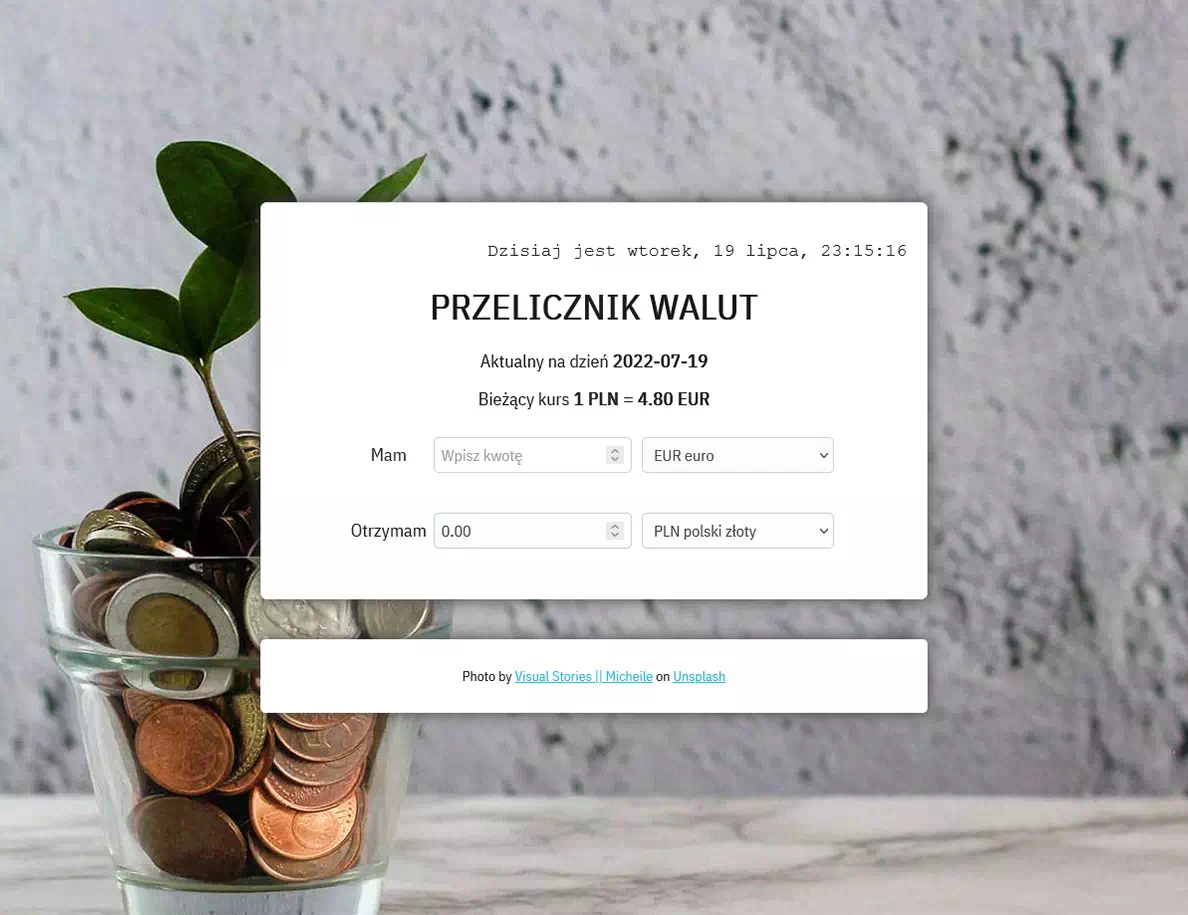 Dzisiaj jest wtorek, 19 lipca, 23:15:16
PRZELICZNIK WALUT
Aktualny na dzień 2022-07-19
Bieżący kurs 1 PLN = 4.80 EUR
Mam Wpisz kwotę EUR euro
Otrzymam 0.00 PLN polski złoty
Photo by Visual Stories || Micheile on Unsplash